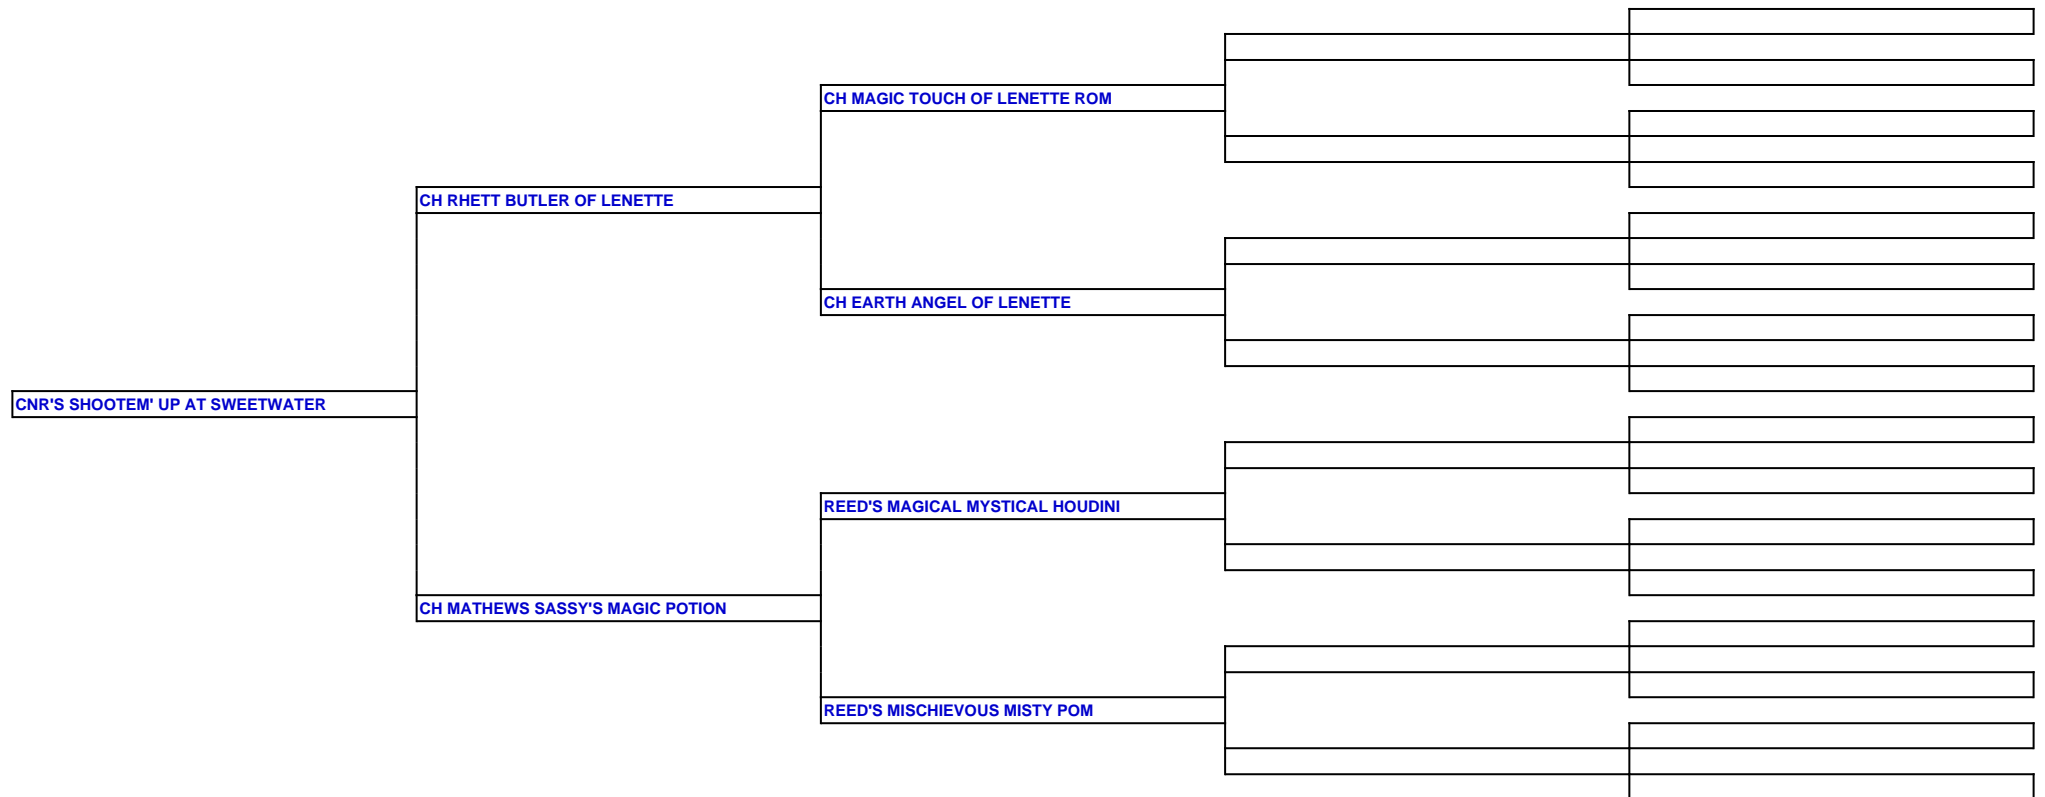 CH MAGIC TOUCH OF LENETTE ROM
CH RHETT BUTLER OF LENETTE
CH EARTH ANGEL OF LENETTE
CNR'S SHOOTEM' UP AT SWEETWATER
REED'S MAGICAL MYSTICAL HOUDINI
CH MATHEWS SASSY'S MAGIC POTION
REED'S MISCHIEVOUS MISTY POM